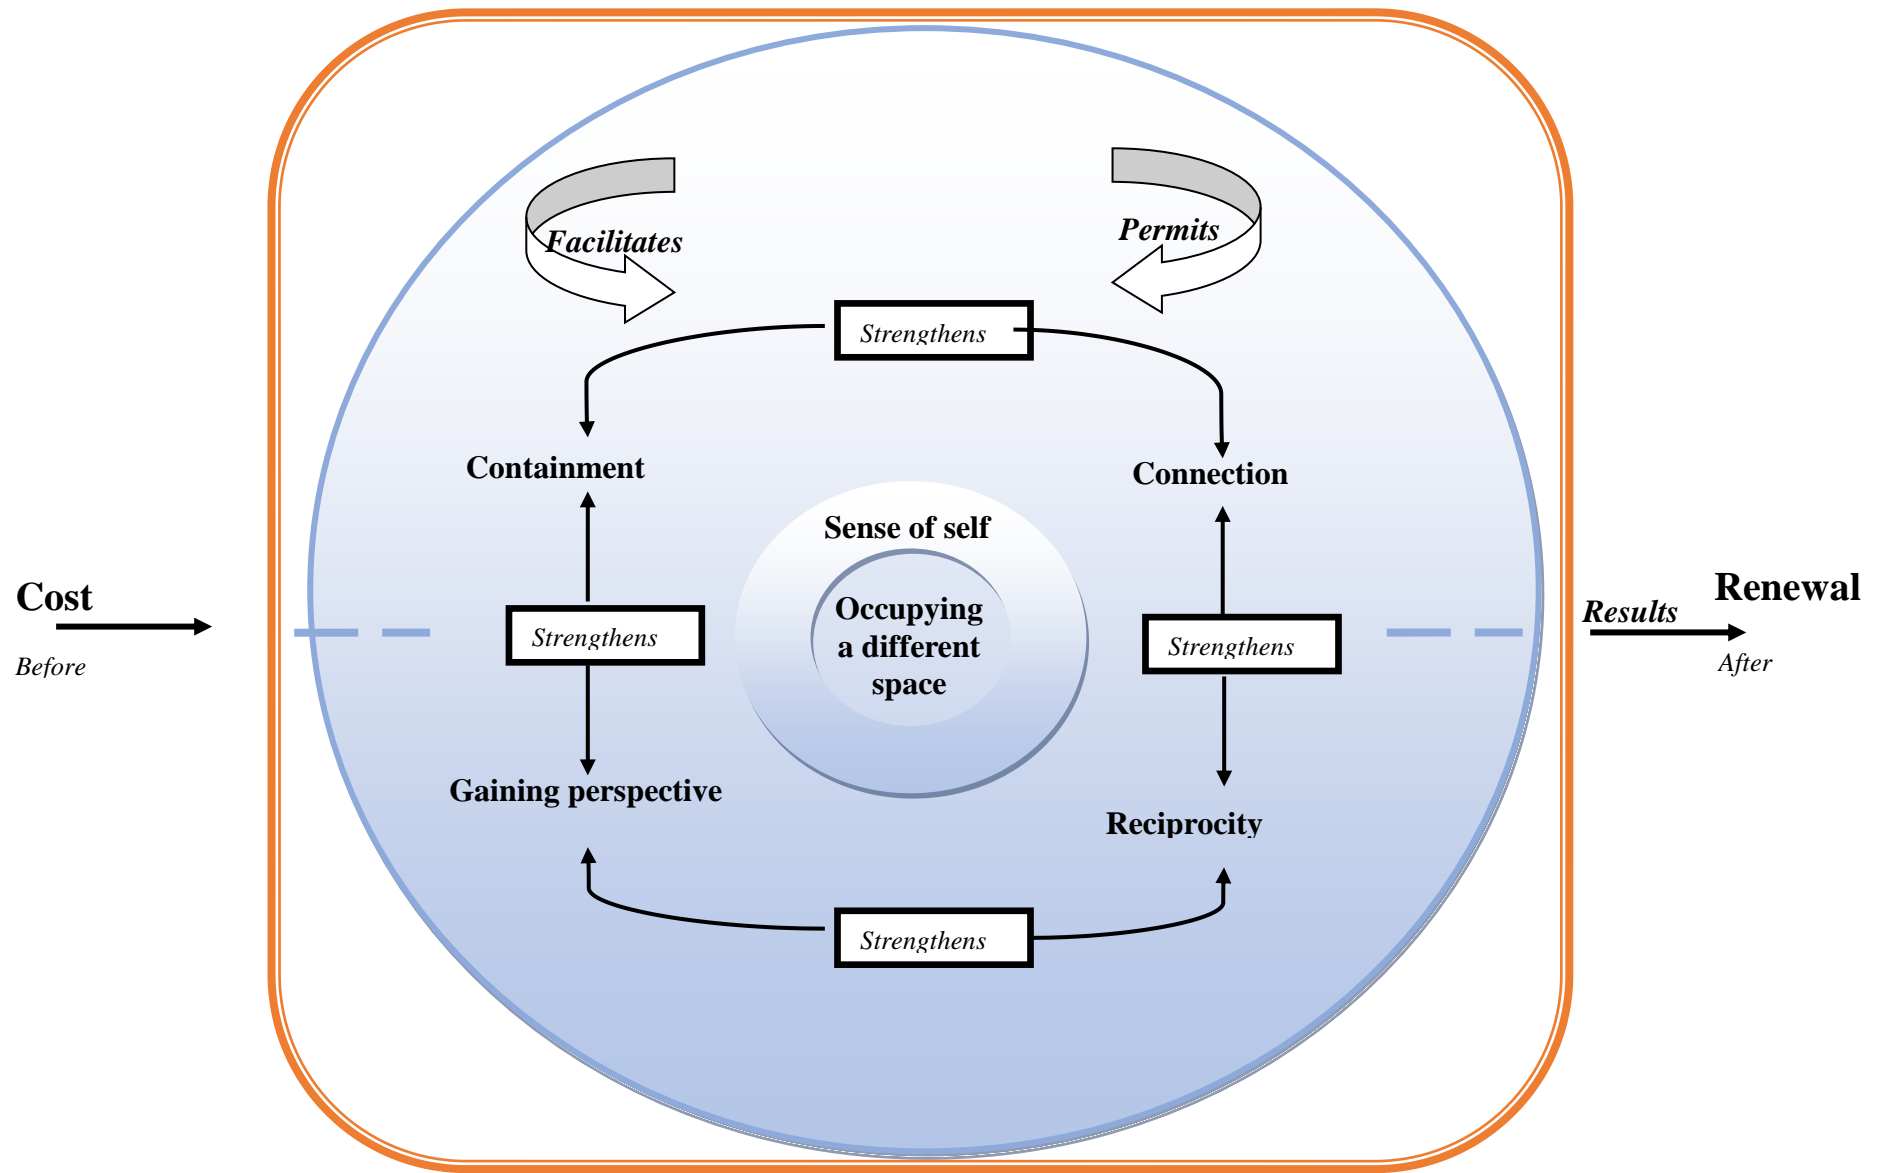 Facilitates
Permits
Strengthens
Containment
Connection
Sense of self
Cost
Before
Strengthens
Occupying
a different
space
Strengthens
Results
Renewal
After
Gaining perspective
Reciprocity
Strengthens